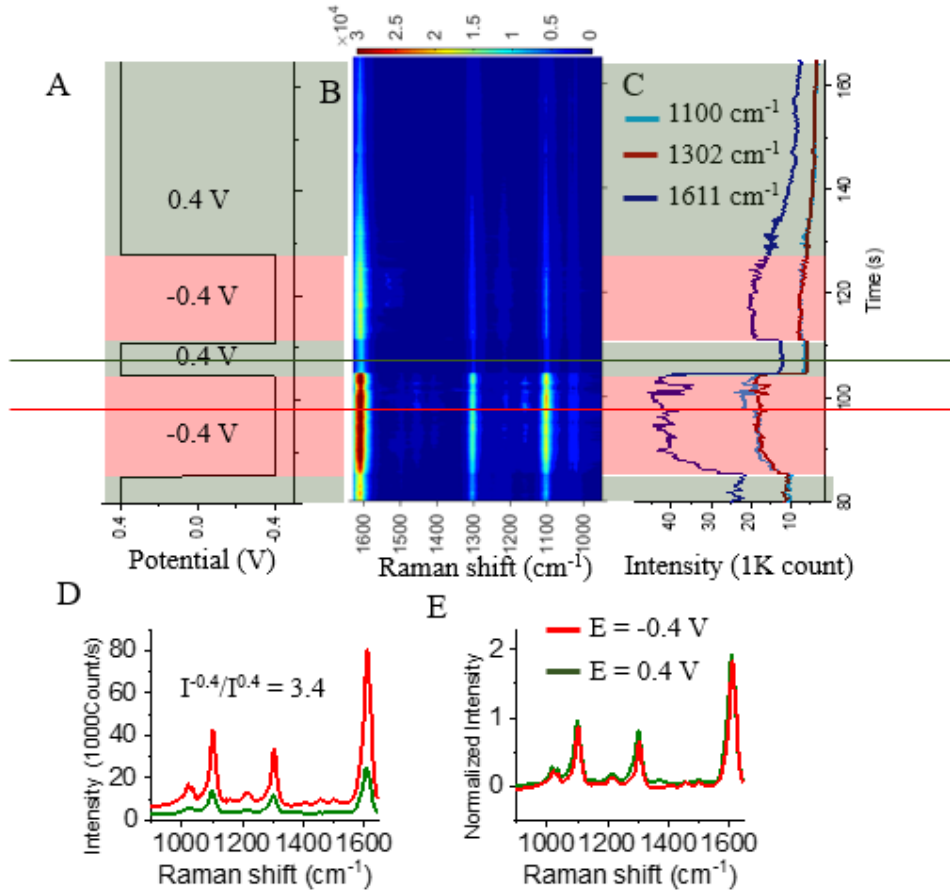 ×10⁴
3 2 1.5 1 0.5 0
A B C
1100 cm⁻¹
1302 cm⁻¹
1611 cm⁻¹
0.4 V
-0.4 V
0.4 V
-0.4 V
160
140
120
100
80
Time (s)
0.4 0.0 -0.4
Potential (V)
1600 1500 1400 1300 1200 1100 1000
Raman shift (cm⁻¹)
40 30 20 10
Intensity (1K count)
D
80
60
40
20
0
Intensity (1000Count/s)
I⁻⁰·⁴/I⁰·⁴ = 3.4
1000 1200 1400 1600
Raman shift (cm⁻¹)
E
E = -0.4 V
E = 0.4 V
2
1
0
Normalized Intensity
1000 1200 1400 1600
Raman shift (cm⁻¹)